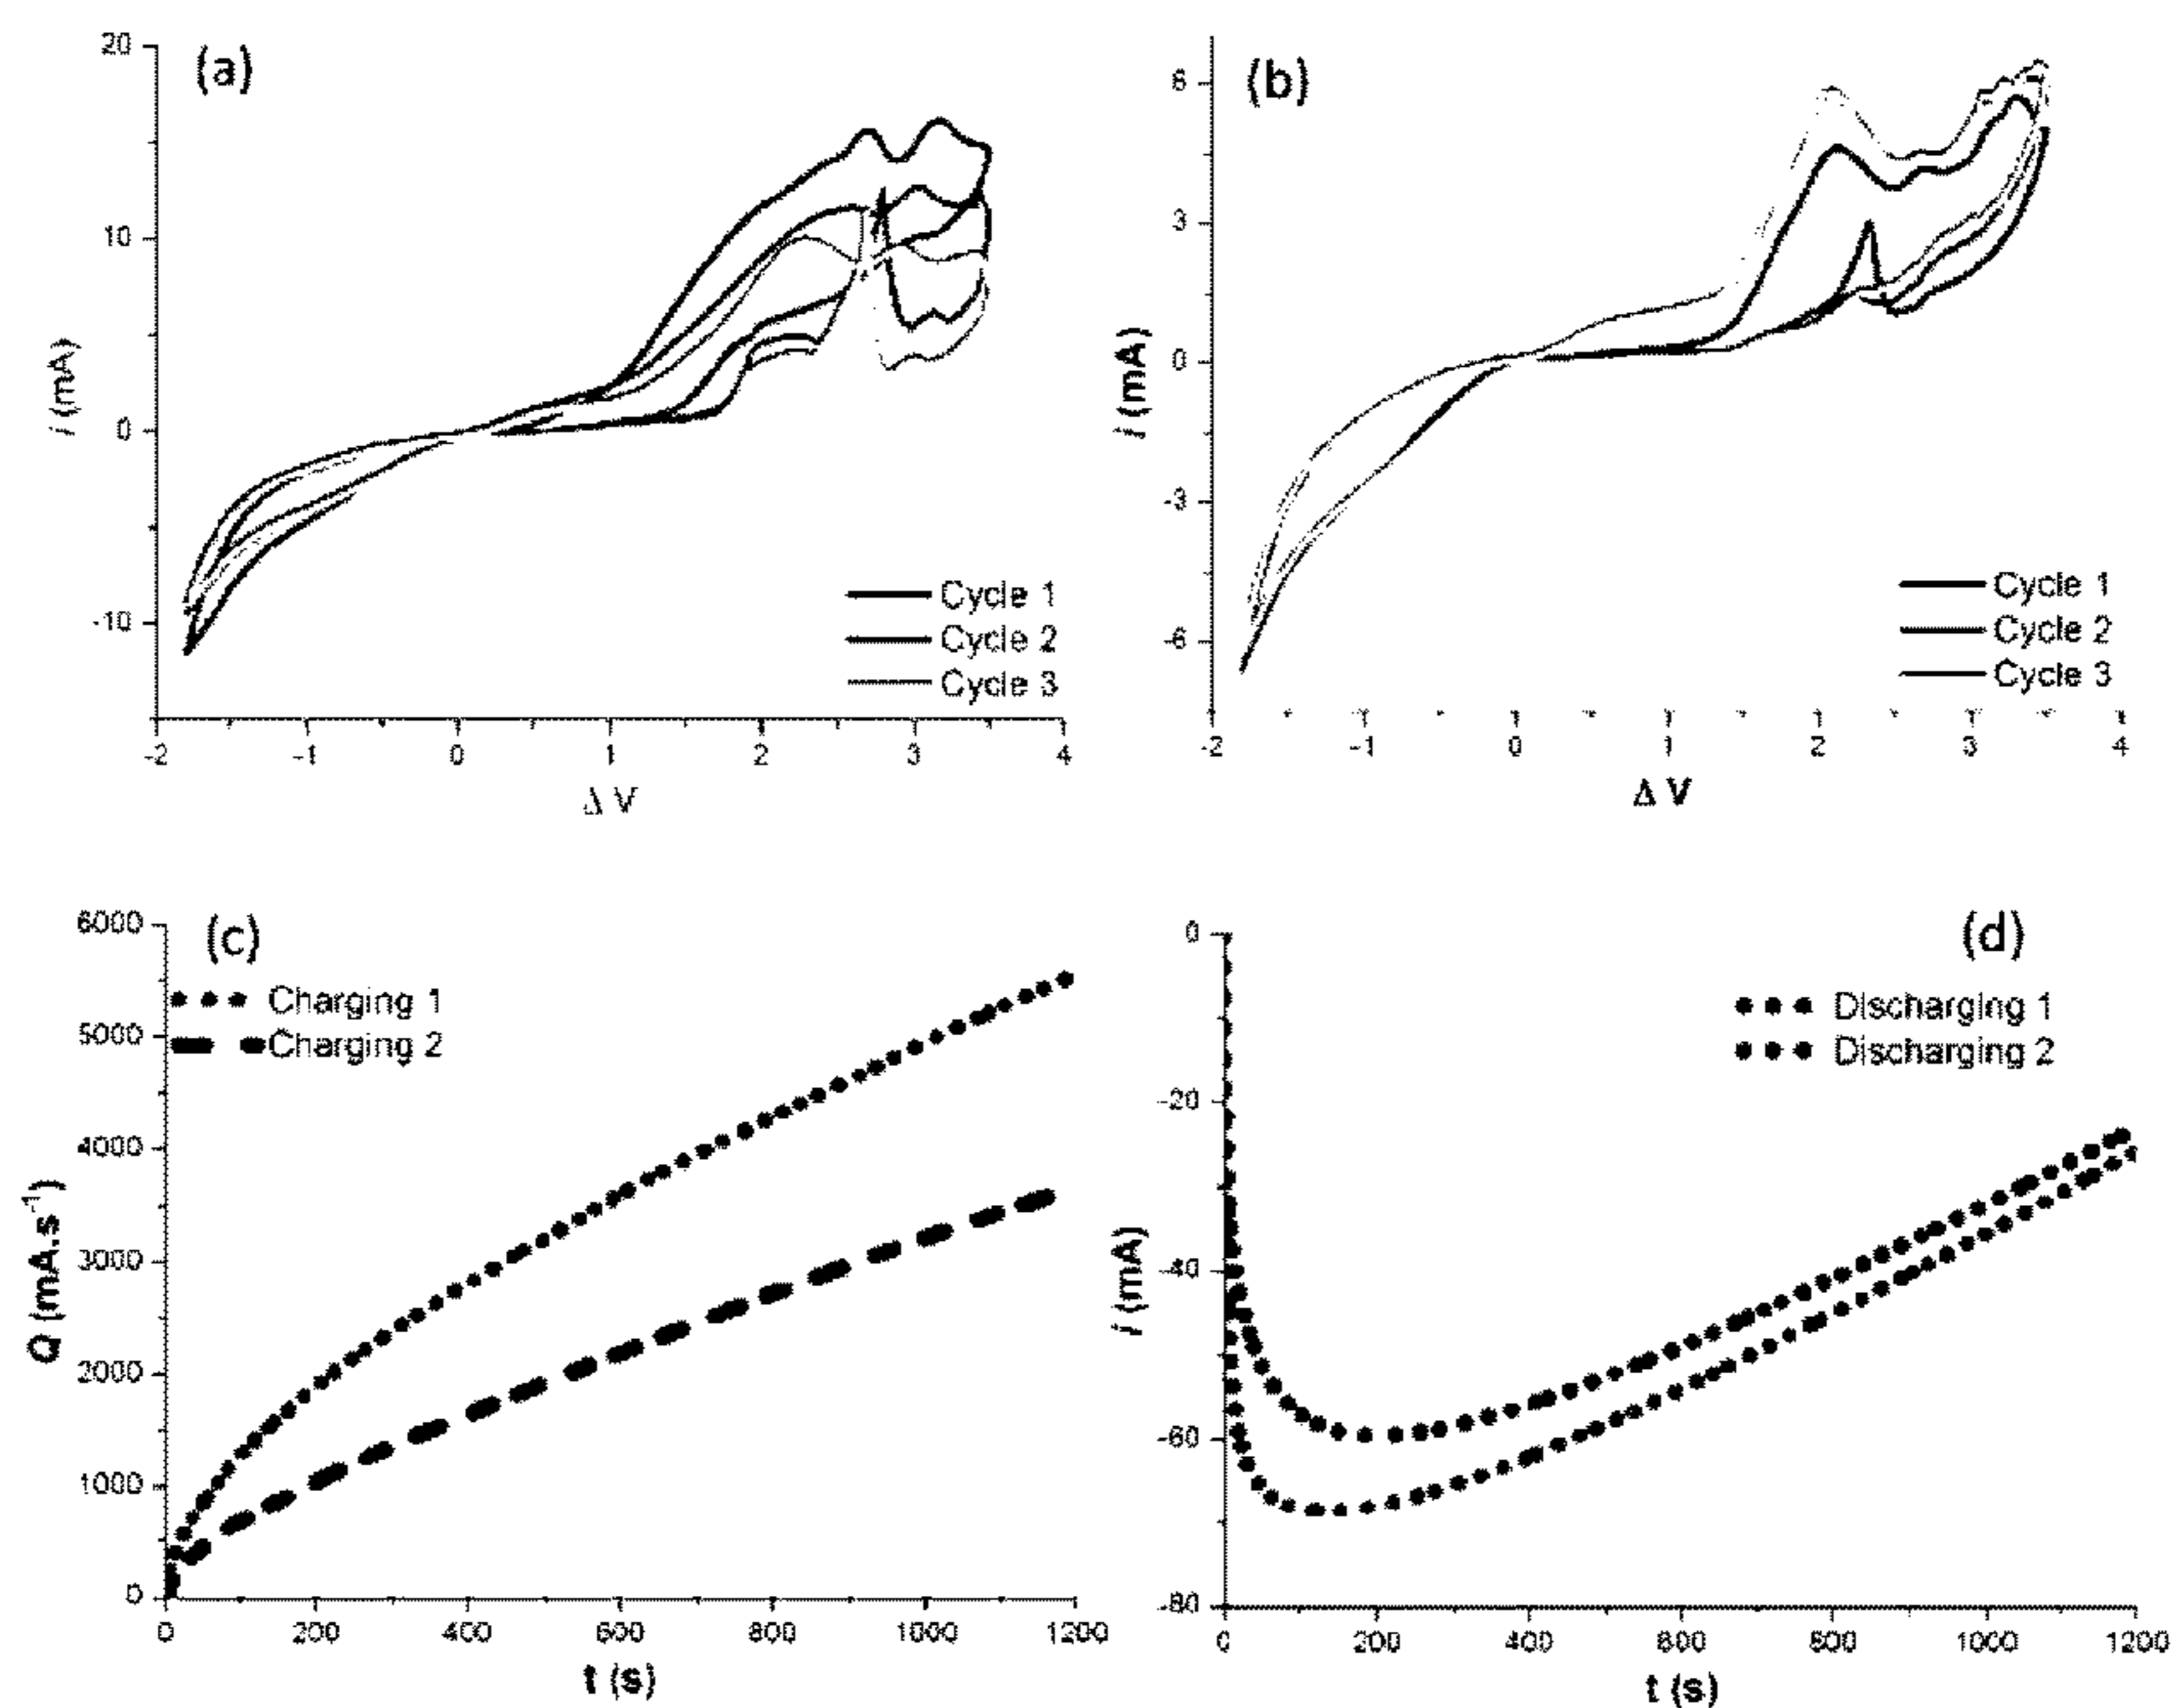 (a)
20
10
0
-10
i (mA)
Cycle 1
Cycle 2
Cycle 3
-2 -1 0 1 2 3 4
Δ V
(b)
6
3
0
-3
-6
i (mA)
Cycle 1
Cycle 2
Cycle 3
-2 -1 0 1 2 3 4
Δ V
(c)
6000
5000
4000
3000
2000
1000
0
Q (mA.s⁻¹)
Charging 1
Charging 2
0 200 400 600 800 1000 1200
t (s)
(d)
0
-20
-40
-60
-80
i (mA)
Discharging 1
Discharging 2
0 200 400 600 800 1000 1200
t (s)